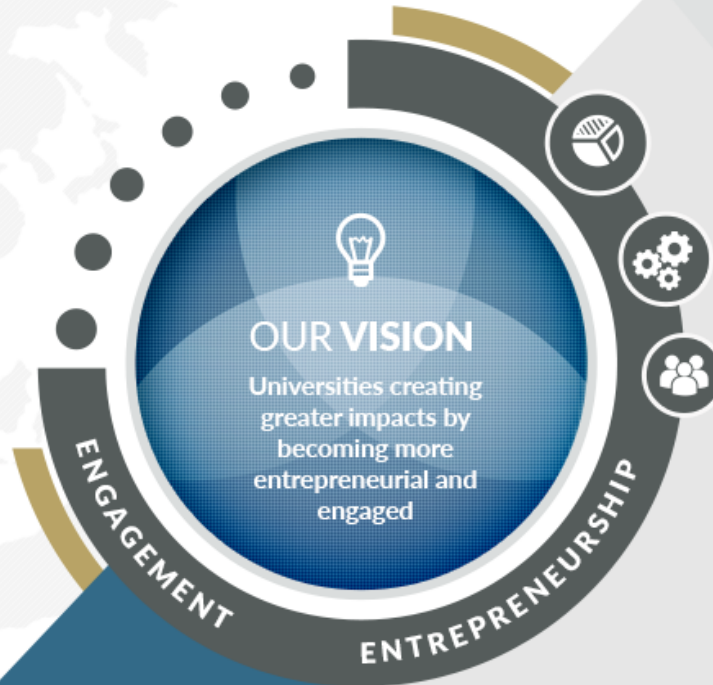 OUR VISION
Universities creating
greater impacts by
becoming more
entrepreneurial and
engaged
ENGAGEMENT
ENTREPRENEURSHIP